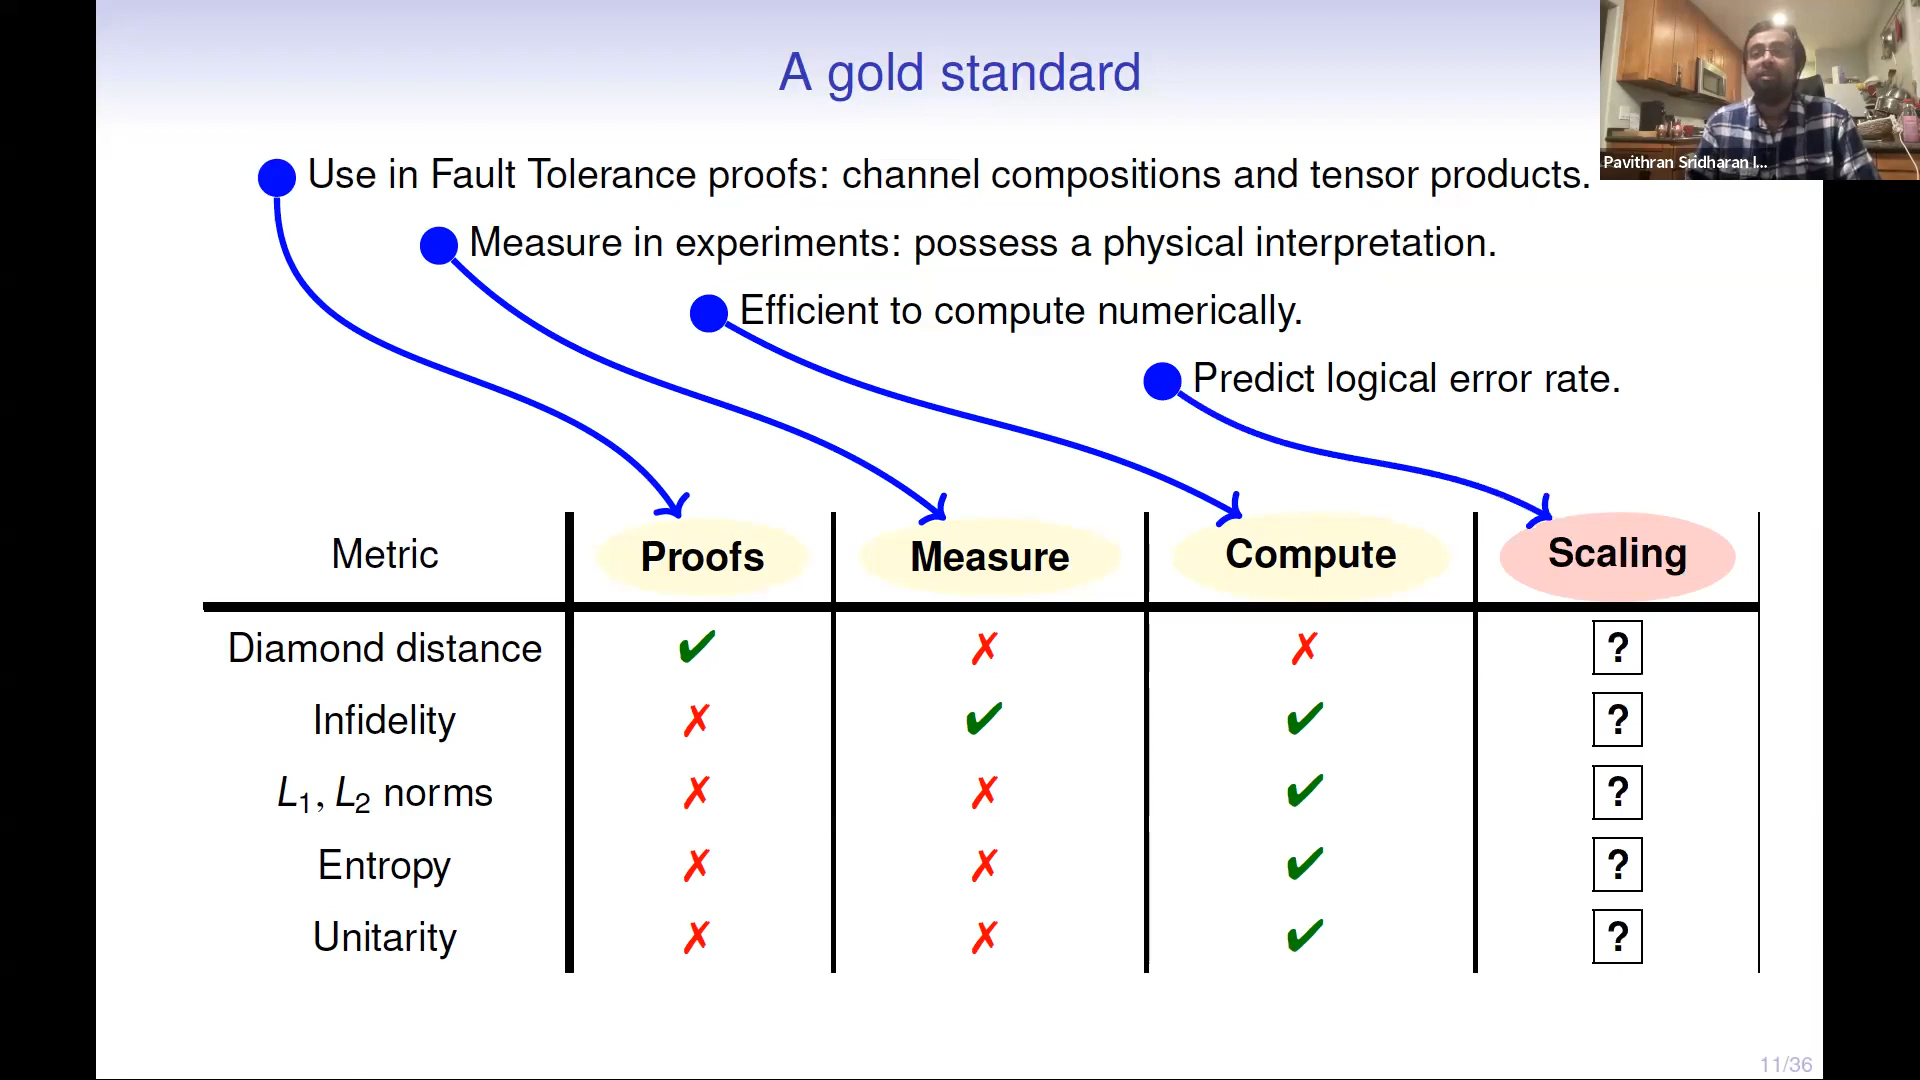 A gold standard
Use in Fault Tolerance proofs: channel compositions and tensor products.
Pavithran Sridharan I...
Measure in experiments: possess a physical interpretation.
Efficient to compute numerically.
Predict logical error rate.
Metric Proofs Measure Compute Scaling
Diamond distance ✔ ✗ ✗ ?
Infidelity ✗ ✔ ✔ ?
L₁, L₂ norms ✗ ✗ ✔ ?
Entropy ✗ ✗ ✔ ?
Unitarity ✗ ✗ ✔ ?
11/36